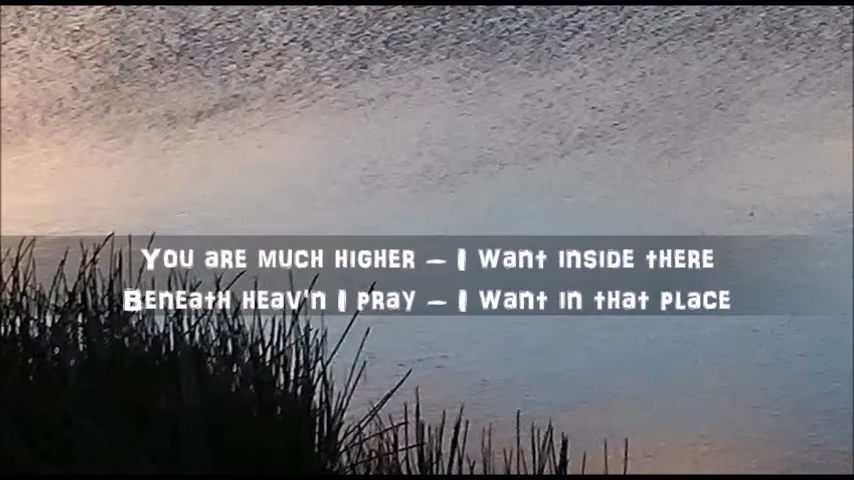 You are much higher – I want inside there
Beneath heav'n I pray – I want in that place